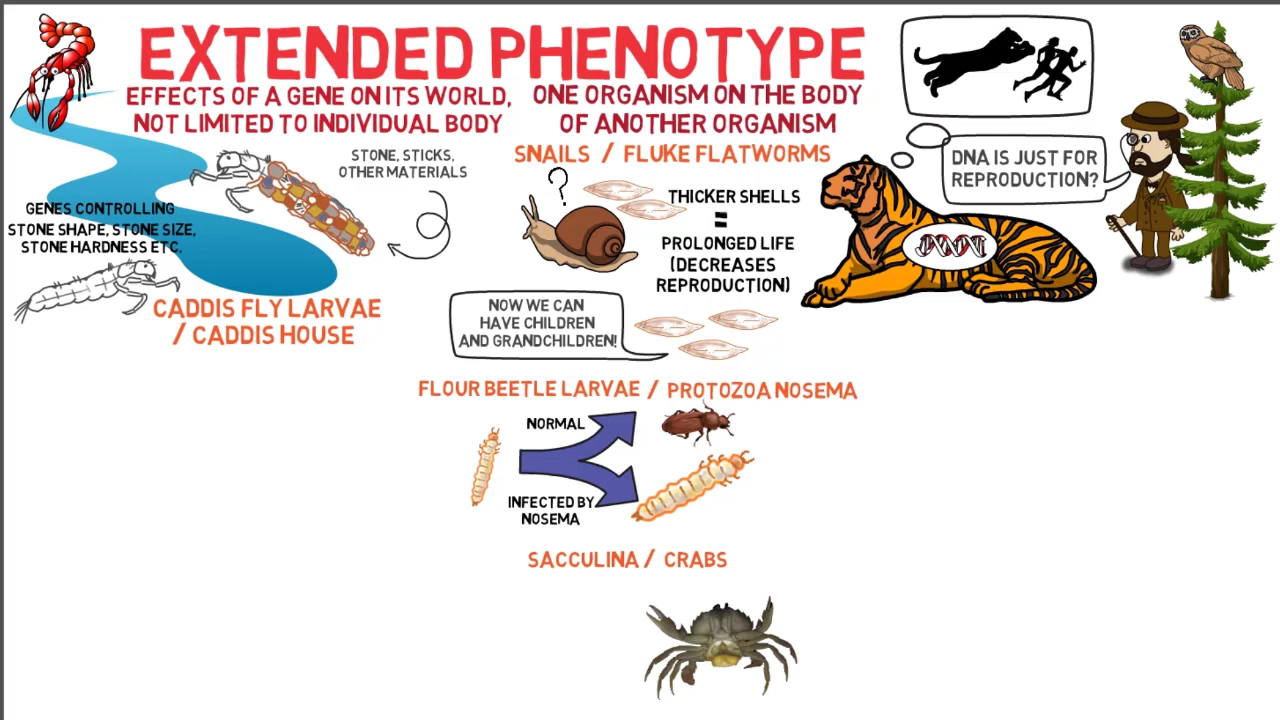 EXTENDED PHENOTYPE
EFFECTS OF A GENE ON ITS WORLD,
NOT LIMITED TO INDIVIDUAL BODY
ONE ORGANISM ON THE BODY
OF ANOTHER ORGANISM
STONE, STICKS,
OTHER MATERIALS
GENES CONTROLLING
STONE SHAPE, STONE SIZE,
STONE HARDNESS ETC.
CADDIS FLY LARVAE
/ CADDIS HOUSE
SNAILS / FLUKE FLATWORMS
?
THICKER SHELLS
=
PROLONGED LIFE
(DECREASES
REPRODUCTION)
NOW WE CAN
HAVE CHILDREN
AND GRANDCHILDREN!
DNA IS JUST FOR
REPRODUCTION?
FLOUR BEETLE LARVAE / PROTOZOA NOSEMA
NORMAL
INFECTED BY
NOSEMA
SACCULINA / CRABS